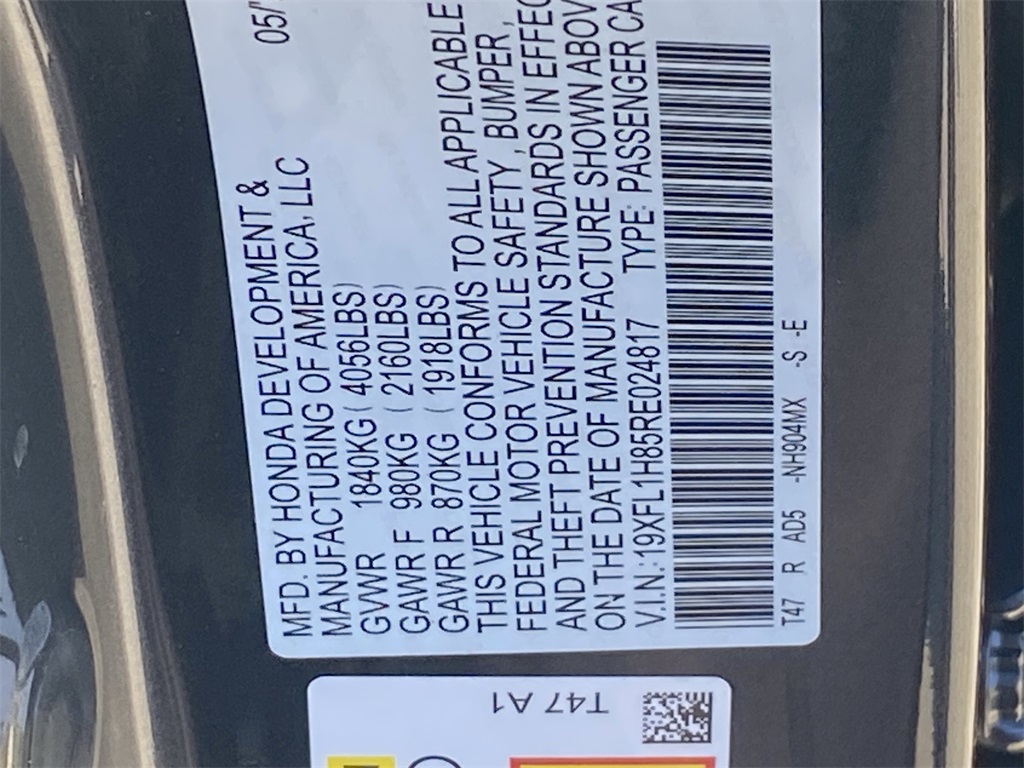 MFD. BY HONDA DEVELOPMENT &
MANUFACTURING OF AMERICA, LLC
05/
GVWR 1840KG ( 4056LBS)
GAWR F 980KG ( 2160LBS)
GAWR R 870KG ( 1918LBS)
THIS VEHICLE CONFORMS TO ALL APPLICABLE
FEDERAL MOTOR VEHICLE SAFETY, BUMPER,
AND THEFT PREVENTION STANDARDS IN EFFEC
ON THE DATE OF MANUFACTURE SHOWN ABOV
V.I.N.:19XFL1H85RE024817 TYPE: PASSENGER CA
T47 R AD5 -NH904MX -S -E
T47 A1